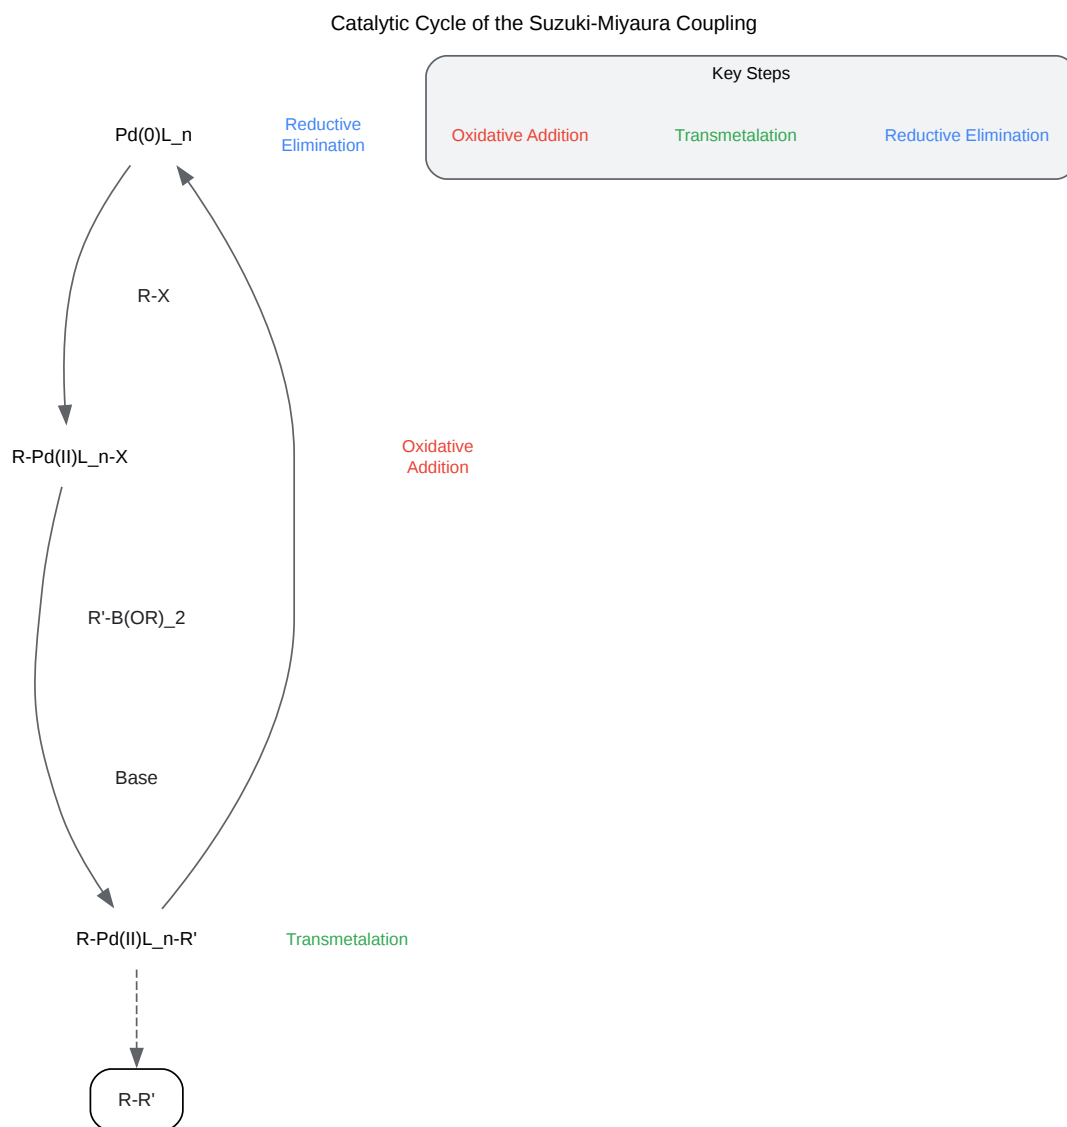 Catalytic Cycle of the Suzuki-Miyaura Coupling
Key Steps
Oxidative Addition
Transmetalation
Reductive Elimination
Pd(0)L_n
Reductive
Elimination
R-X
R-Pd(II)L_n-X
Oxidative
Addition
R'-B(OR)_2
Base
R-Pd(II)L_n-R'
Transmetalation
R-R'